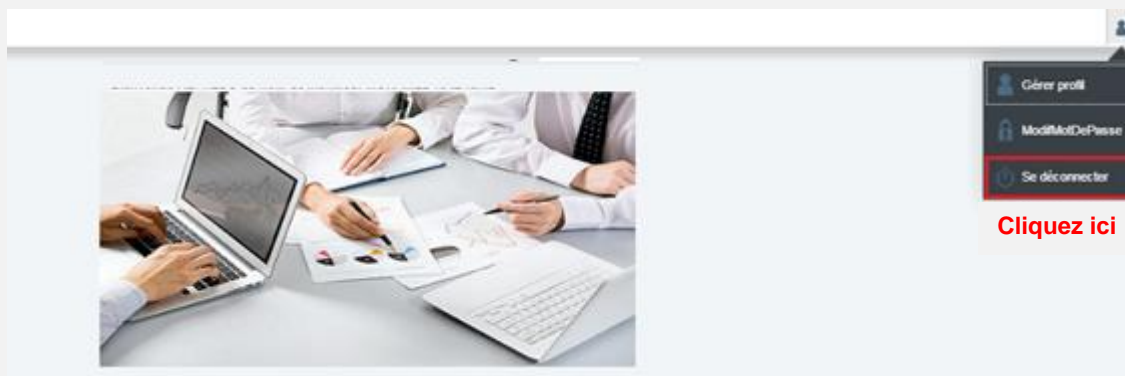 Gérer profil
ModifMotDePasse
Se déconnecter
Cliquez ici